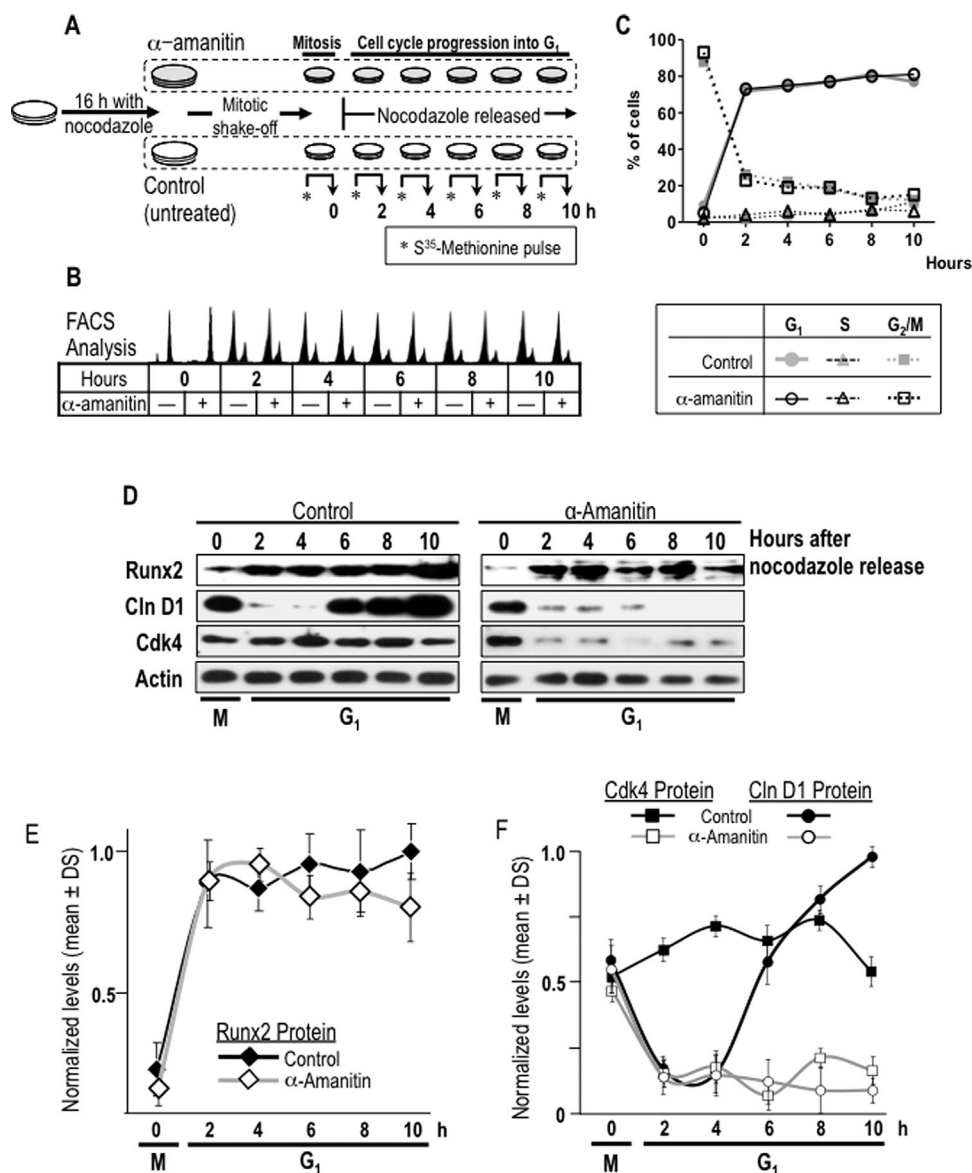 A
α−amanitin
Mitosis
Cell cycle progression into G₁
16 h with
nocodazole
Mitotic
shake-off
Nocodazole released
Control
(untreated)
* * * * * *
0 2 4 6 8 10 h
* S³⁵-Methionine pulse
B
FACS
Analysis
Hours 0 2 4 6 8 10
α-amanitin — + — + — + — + — + — +
C
% of cells
100
80
60
40
20
0
0 2 4 6 8 10
Hours
G₁ S G₂/M
Control
α-amanitin
D
Control
α-Amanitin
0 2 4 6 8 10
0 2 4 6 8 10
Hours after
nocodazole release
Runx2
Cln D1
Cdk4
Actin
M G₁
M G₁
E
Normalized levels (mean ± DS)
1.0
0.5
0
Runx2 Protein
Control
α-Amanitin
0 2 4 6 8 10 h
M G₁
F
Cdk4 Protein Cln D1 Protein
Control
α-Amanitin
Normalized levels (mean ± DS)
1.0
0.5
0
0 2 4 6 8 10 h
M G₁